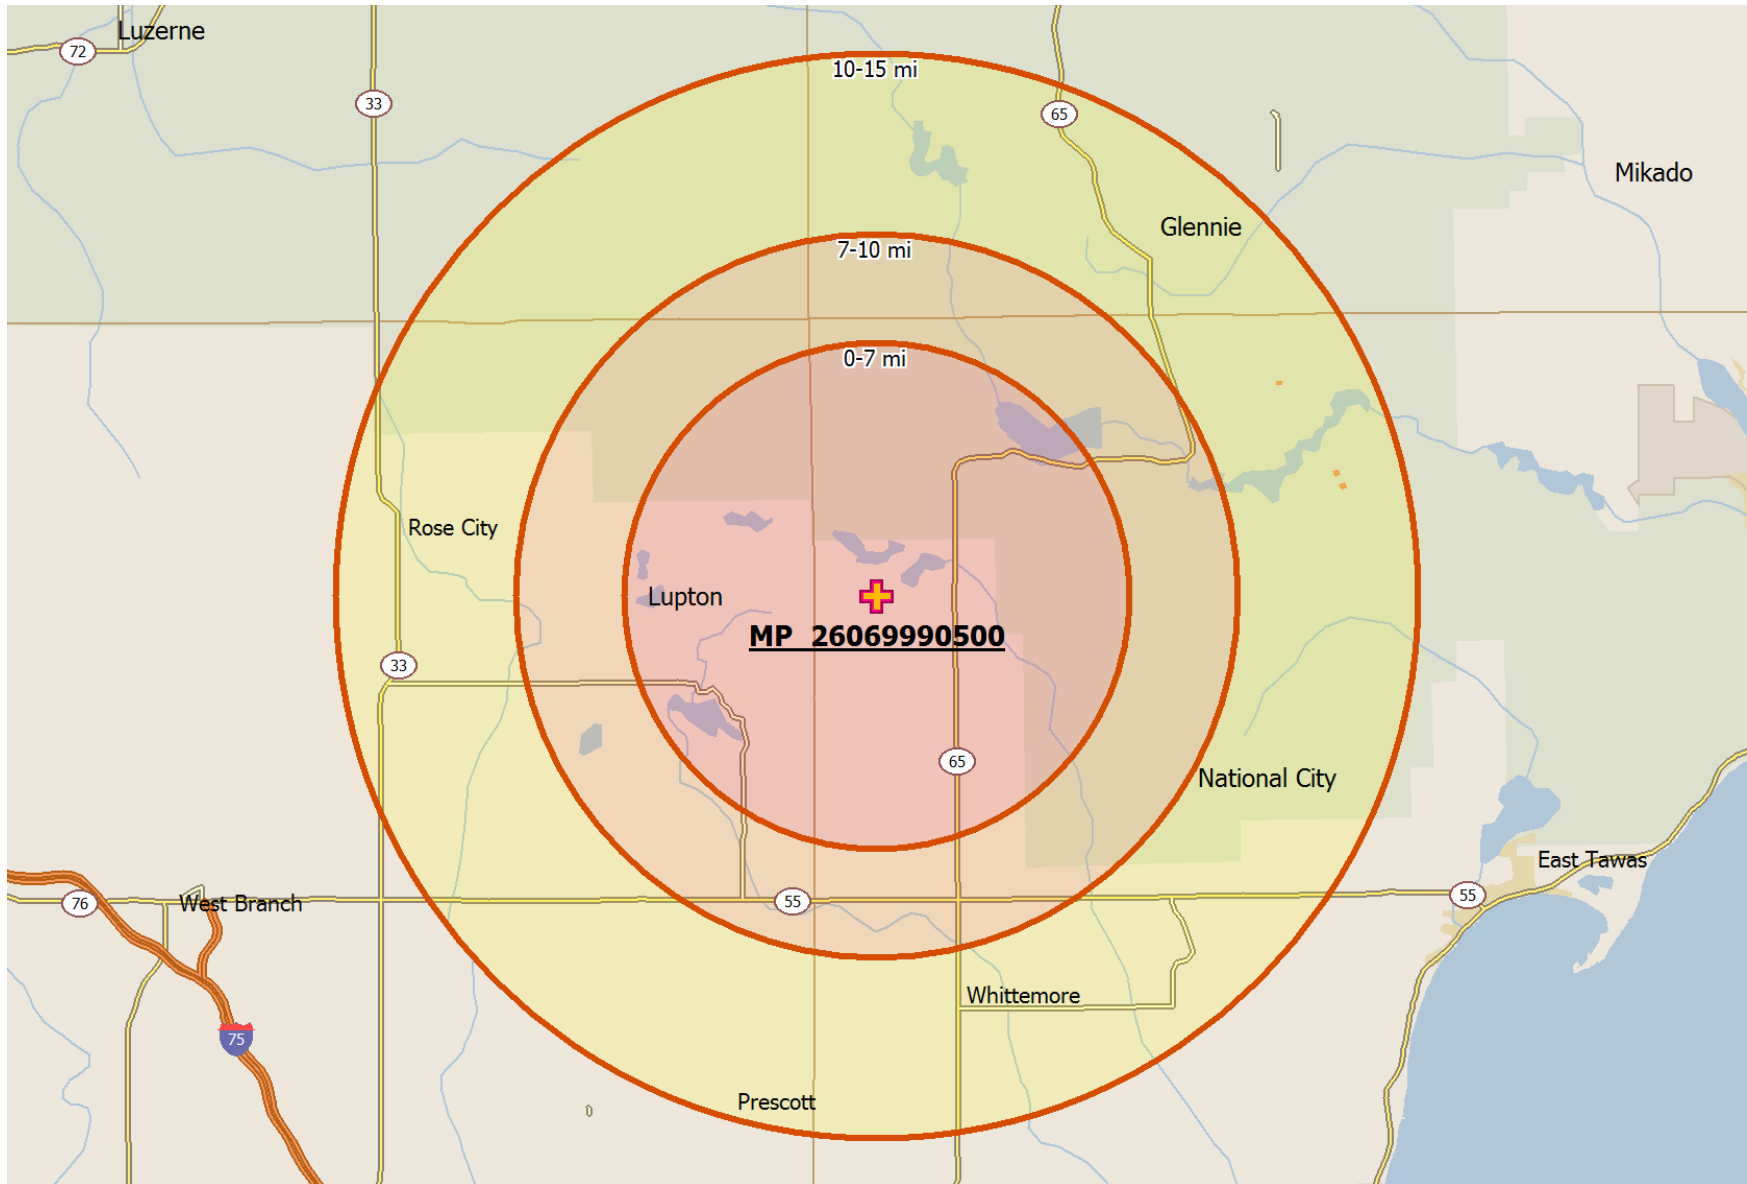 Luzerne
72
10-15 mi
33
65
Mikado
Glennie
7-10 mi
0-7 mi
Rose City
Lupton
MP 26069990500
33
65
National City
East Tawas
76
West Branch
55
55
Whittemore
75
Prescott